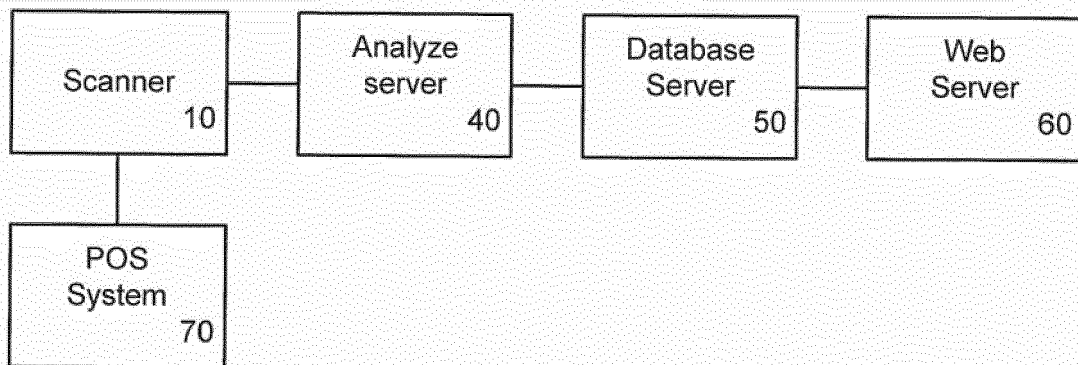 Scanner
10
Analyze
server
40
Database
Server
50
Web
Server
60
POS
System
70